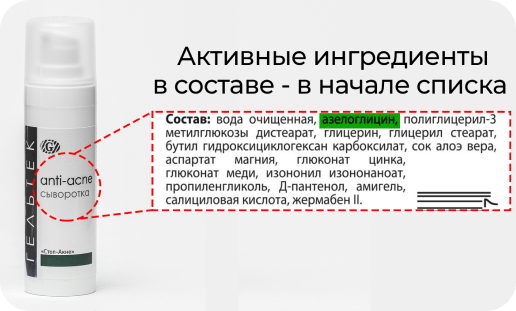 Активные ингредиенты
в составе - в начале списка
Состав: вода очищенная, азелоглицин, полиглицерил-3
метилглюкозы дистеарат, глицерин, глицерил стеарат,
бутил гидроксициклогексан карбоксилат, сок алоэ вера,
аспартат магния, глюконат цинка,
глюконат меди, изононил изононаноат,
пропиленгликоль, Д-пантенол, амигель,
салициловая кислота, жермабен II.
ГЕЛЬТЕК
G
anti-acne
сыворотка
«Стоп-Акне»